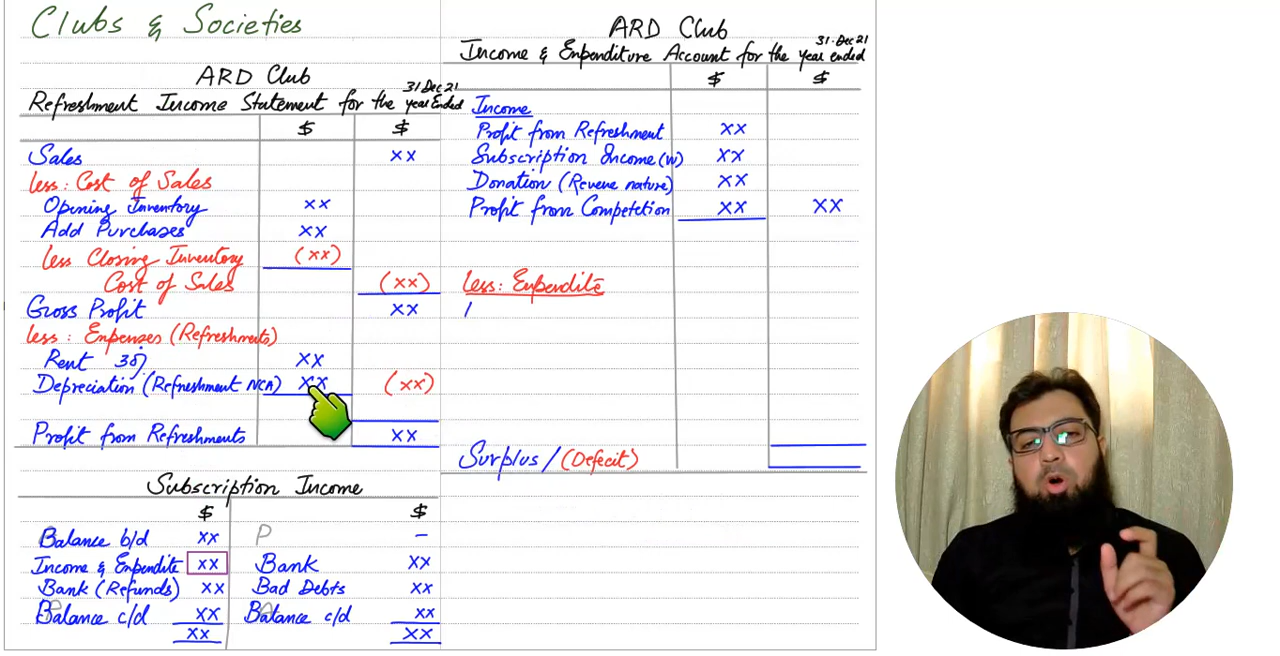 Clubs & Societies
ARD Club
31 Dec 21
Refreshment Income Statement for the year Ended
$ $
Sales xx
less: Cost of Sales
Opening Inventory xx
Add Purchases xx
less Closing Inventory (xx)
Cost of Sales (xx)
Gross Profit xx
less: Expenses (Refreshments)
Rent xx
Depreciation (Refreshment NCA) xx (xx)
Profit from Refreshments xx
Subscription Income
$ $
Balance b/d xx P -
Income & Expendite xx Bank xx
Bank (Refunds) xx Bad Debts xx
Balance c/d xx Balance c/d xx
xx xx
ARD Club
31. Dec 21
Income & Expenditure Account for the year ended
$ $
Income
Profit from Refreshment xx
Subscription Income (w) xx
Donation (Revenue nature) xx
Profit from Competetion xx xx
less: Expendite
Surplus / (Defecit)